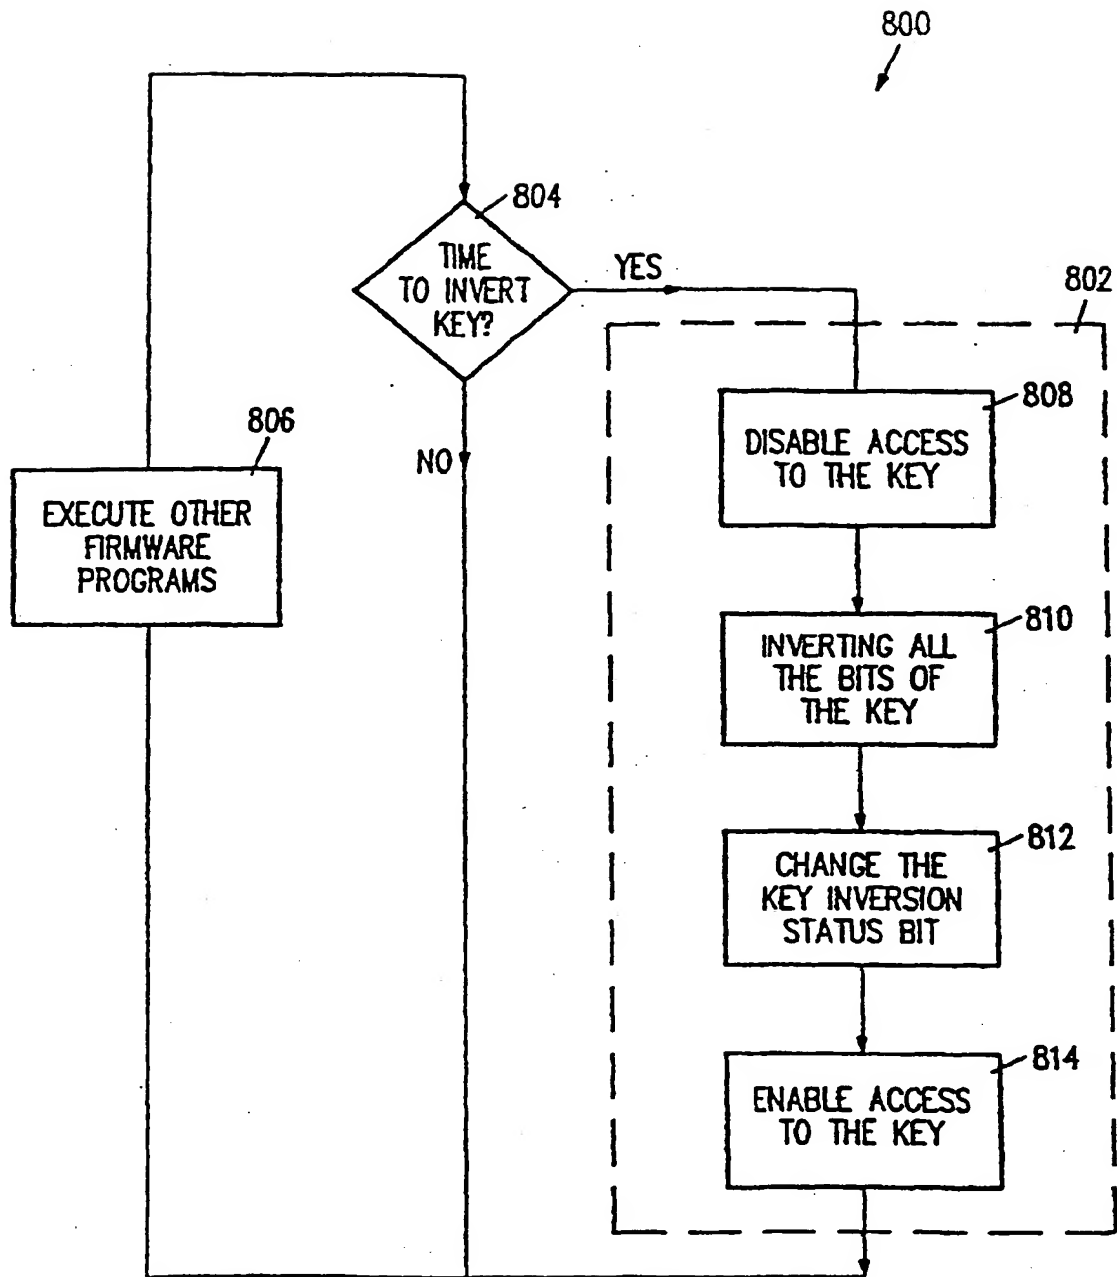 800
804
TIME
TO INVERT
KEY?
YES
802
808
DISABLE ACCESS
TO THE KEY
806
NO
EXECUTE OTHER
FIRMWARE
PROGRAMS
810
INVERTING ALL
THE BITS OF
THE KEY
812
CHANGE THE
KEY INVERSION
STATUS BIT
814
ENABLE ACCESS
TO THE KEY